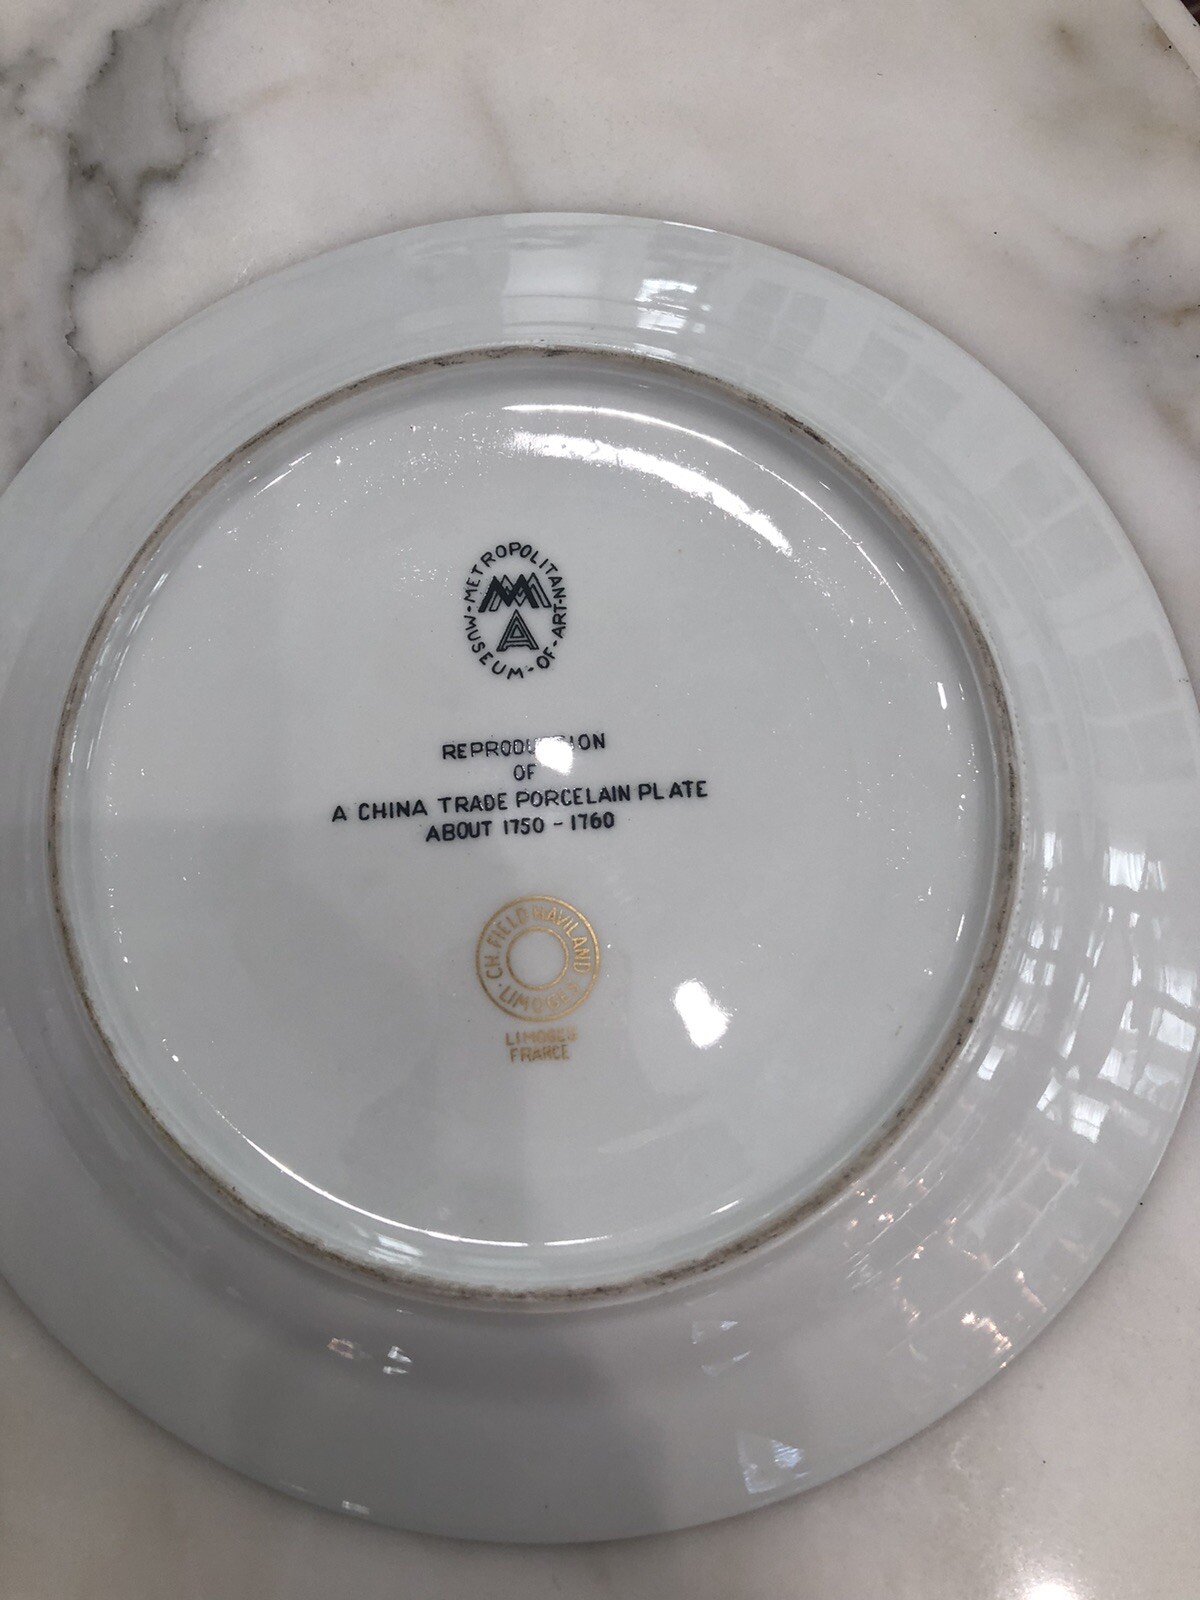 METROPOLITAN · MUSEUM · OF · ART ·
MMA
REPRODUCTION
OF
A CHINA TRADE PORCELAIN PLATE
ABOUT 1750 - 1760
CH. FIELD HAVILAND
· LIMOGES ·
LIMOGES
FRANCE